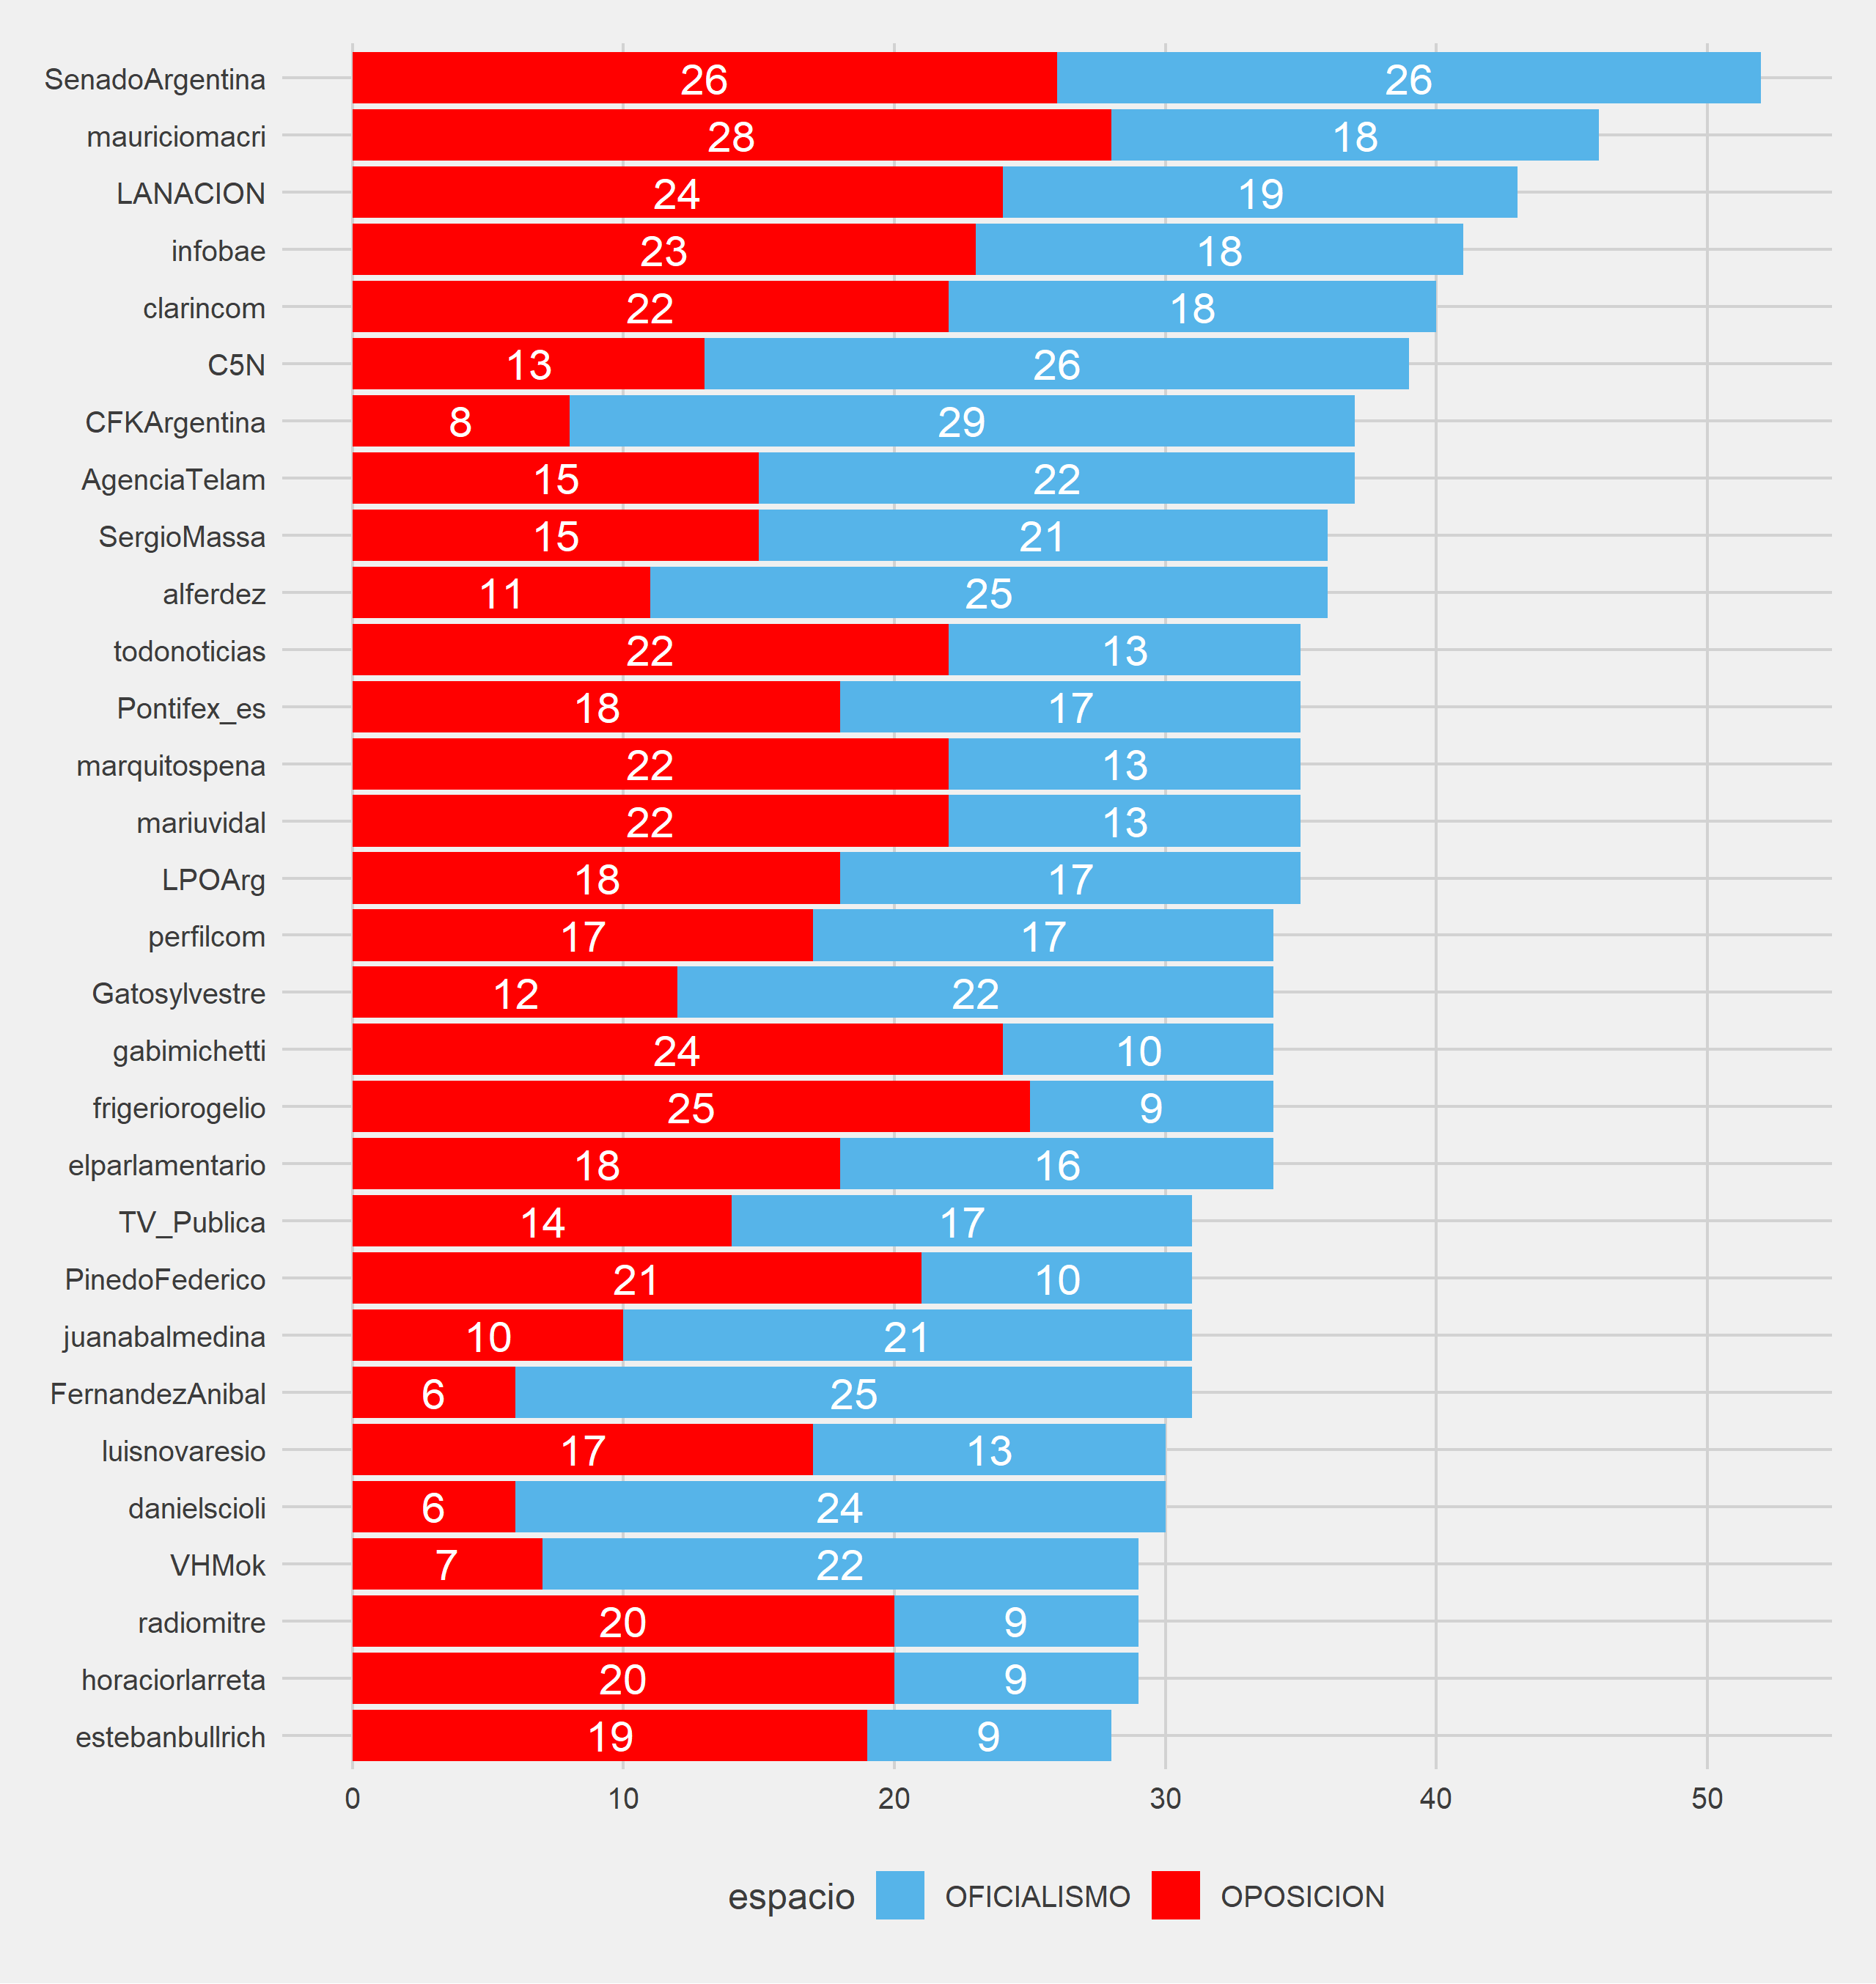 SenadoArgentina 26 26
mauriciomacri 28 18
LANACION 24 19
infobae 23 18
clarincom 22 18
C5N 13 26
CFKArgentina 8 29
AgenciaTelam 15 22
SergioMassa 15 21
alferdez 11 25
todonoticias 22 13
Pontifex_es 18 17
marquitospena 22 13
mariuvidal 22 13
LPOArg 18 17
perfilcom 17 17
Gatosylvestre 12 22
gabimichetti 24 10
frigeriorogelio 25 9
elparlamentario 18 16
TV_Publica 14 17
PinedoFederico 21 10
juanabalmedina 10 21
FernandezAnibal 6 25
luisnovaresio 17 13
danielscioli 6 24
VHMok 7 22
radiomitre 20 9
horaciorlarreta 20 9
estebanbullrich 19 9
0 10 20 30 40 50
espacio OFICIALISMO OPOSICION